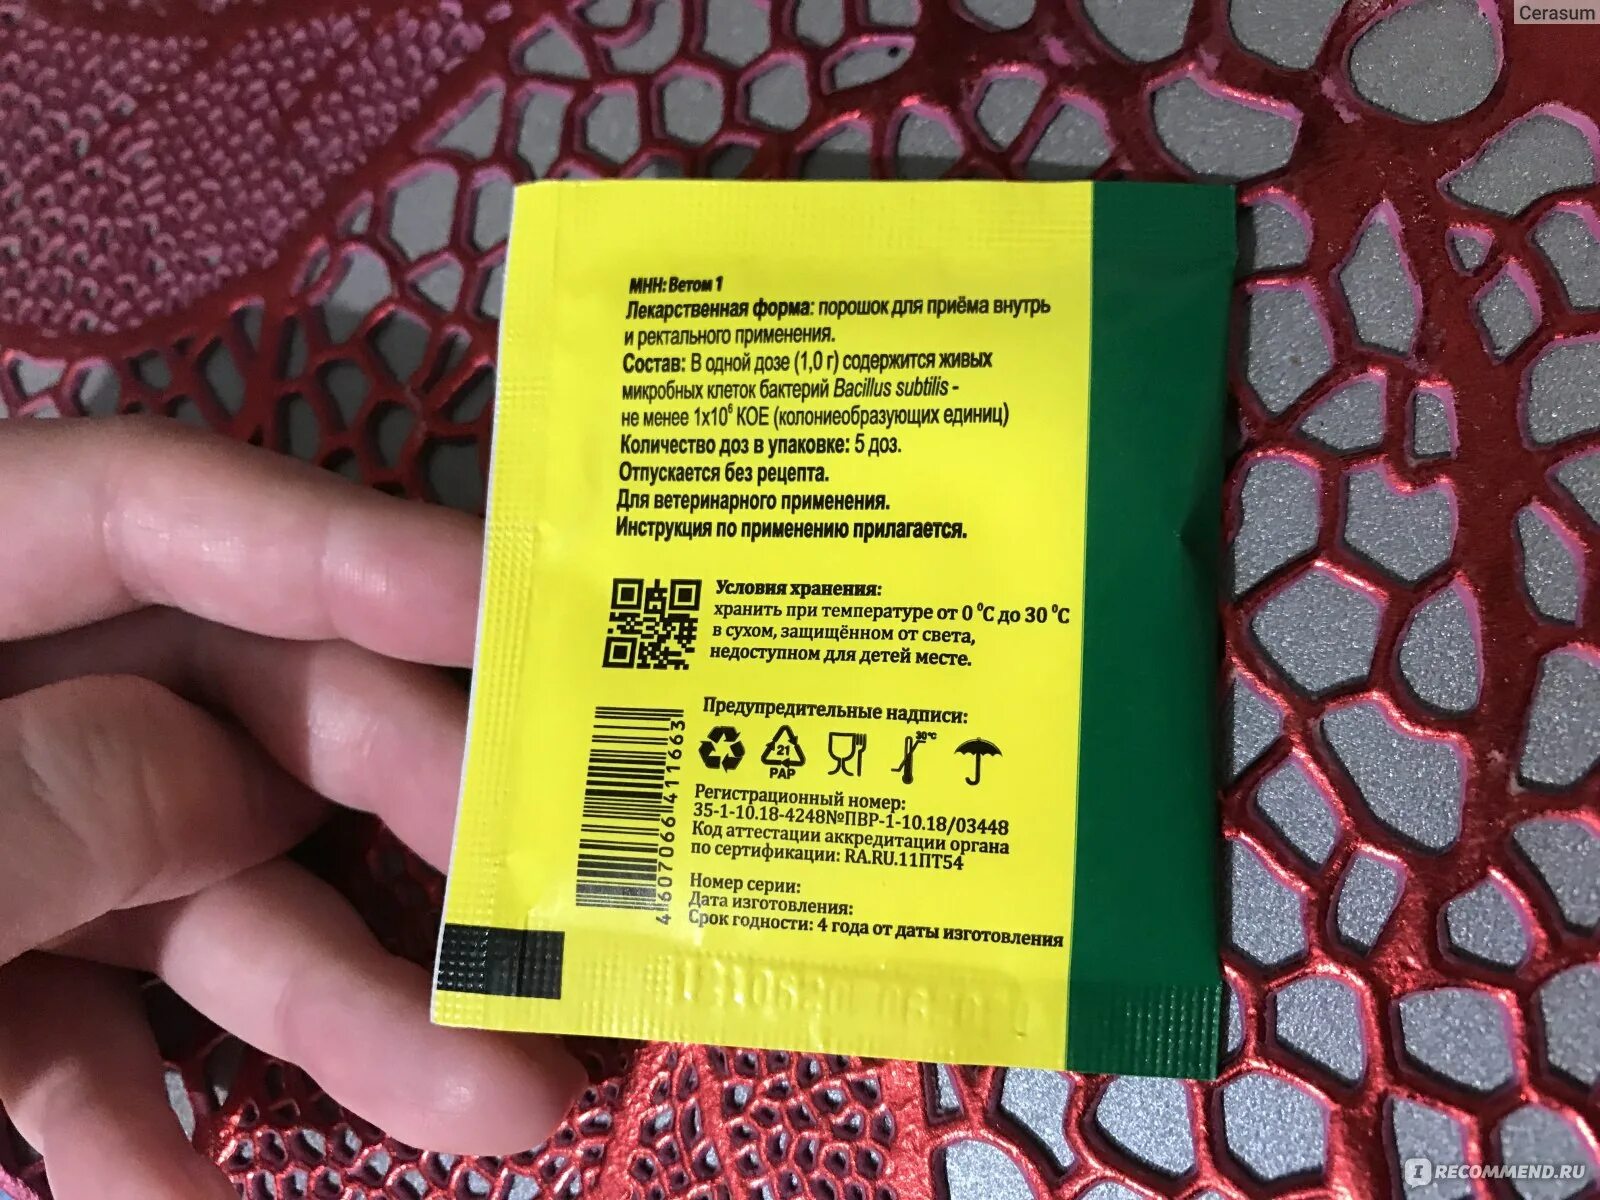 Cerasum
МНН: Ветом 1
Лекарственная форма: порошок для приёма внутрь
и ректального применения.
Состав: В одной дозе (1,0 г) содержится живых
микробных клеток бактерий Bacillus subtilis -
не менее 1х10⁶ КОЕ (колониеобразующих единиц)
Количество доз в упаковке: 5 доз.
Отпускается без рецепта.
Для ветеринарного применения.
Инструкция по применению прилагается.
Условия хранения:
хранить при температуре от 0 ⁰С до 30 ⁰С
в сухом, защищённом от света,
недоступном для детей месте.
Предупредительные надписи:
21
PAP
30°C
Регистрационный номер:
35-1-10.18-4248№ПВР-1-10.18/03448
Код аттестации аккредитации органа
по сертификации: RA.RU.11ПТ54
4607066411663
Номер серии:
Дата изготовления:
Срок годности: 4 года от даты изготовления
IRECOMMEND.RU